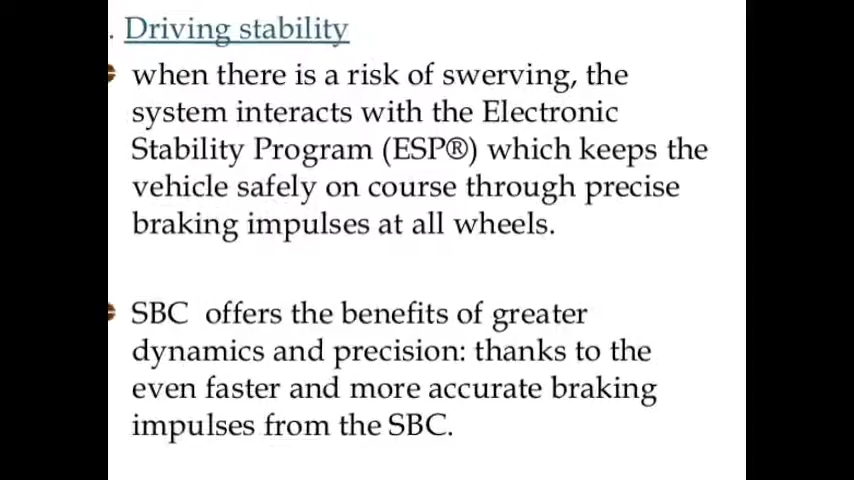 . Driving stability
when there is a risk of swerving, the
system interacts with the Electronic
Stability Program (ESP®) which keeps the
vehicle safely on course through precise
braking impulses at all wheels.
SBC offers the benefits of greater
dynamics and precision: thanks to the
even faster and more accurate braking
impulses from the SBC.